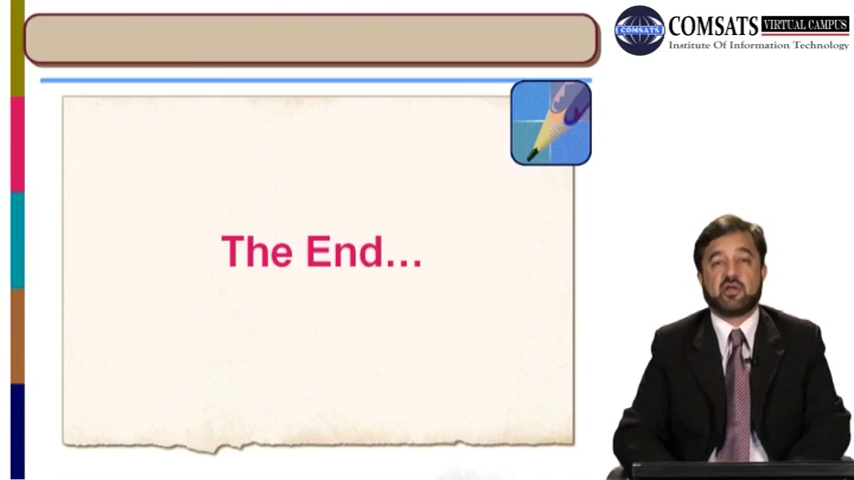 COMSATS VIRTUAL CAMPUS
Institute Of Information Technology
COMSATS
The End...